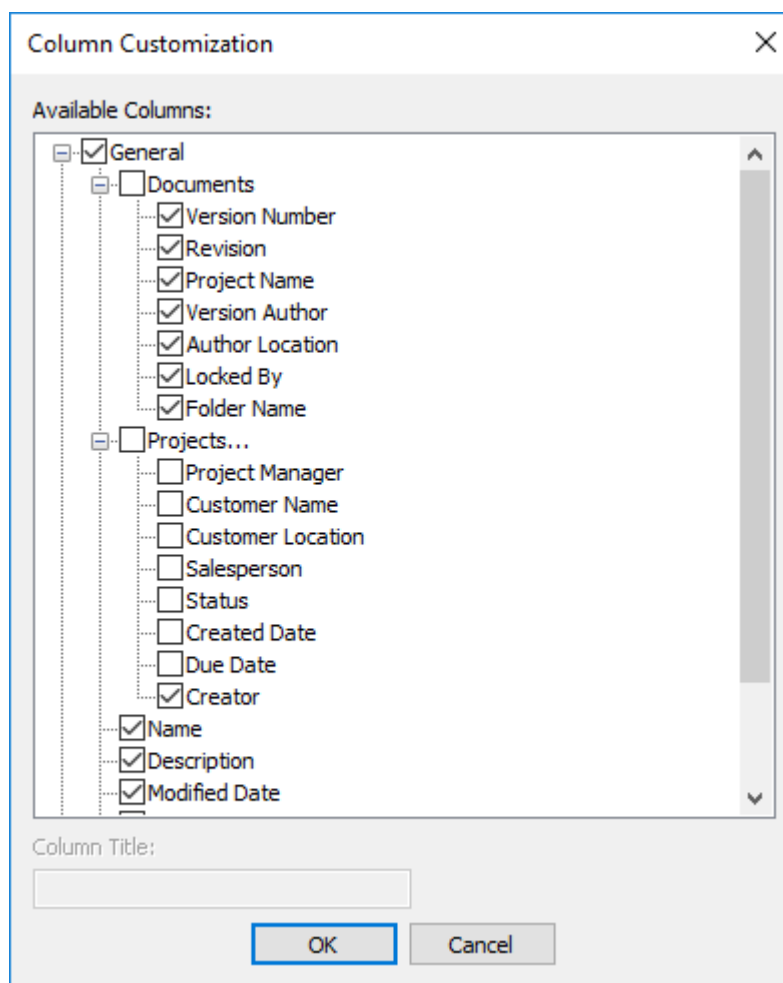 Column Customization
Available Columns:
General
Documents
Version Number
Revision
Project Name
Version Author
Author Location
Locked By
Folder Name
Projects...
Project Manager
Customer Name
Customer Location
Salesperson
Status
Created Date
Due Date
Creator
Name
Description
Modified Date
Column Title:
OK Cancel